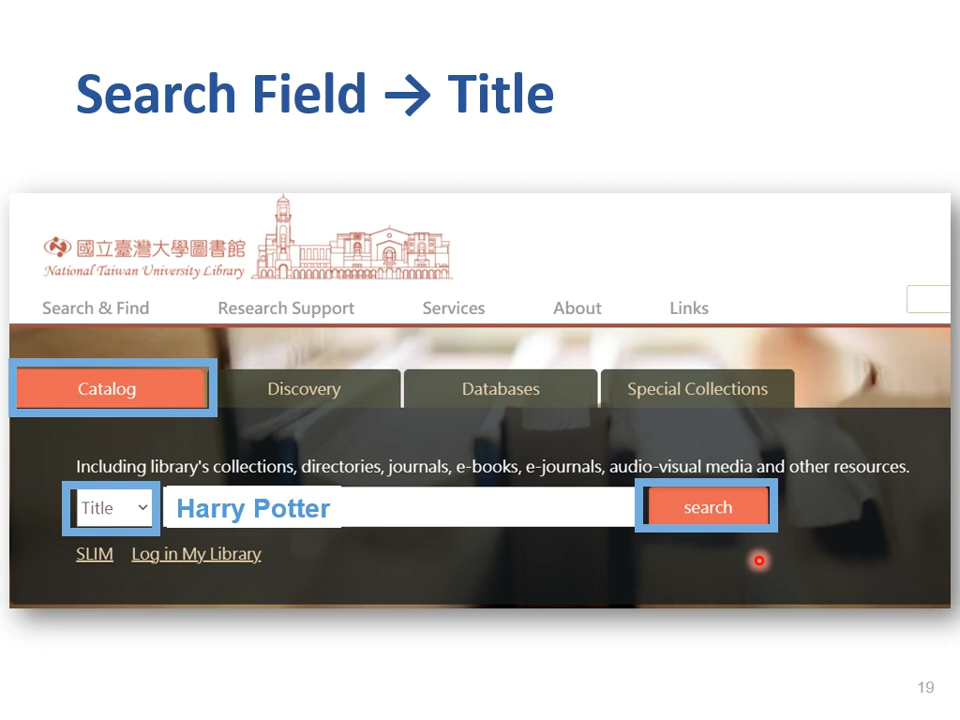 Search Field → Title
國立臺灣大學圖書館
National Taiwan University Library
Search & Find Research Support Services About Links
Catalog Discovery Databases Special Collections
Including library's collections, directories, journals, e-books, e-journals, audio-visual media and other resources.
Title Harry Potter search
SLIM Log in My Library
19